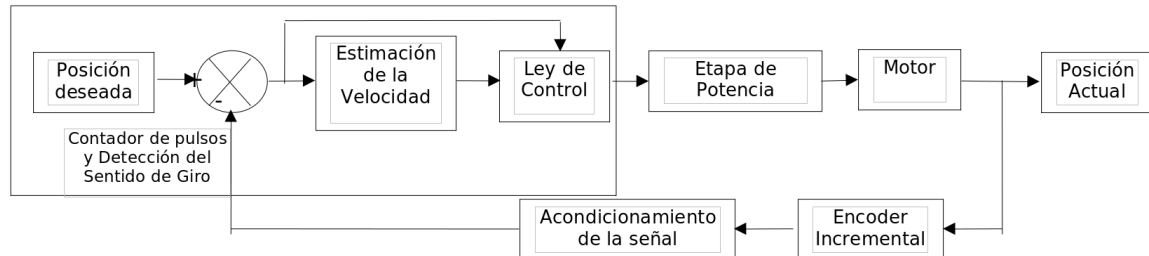 Posición
deseada
+
-
Estimación
de la
Velocidad
Ley de
Control
Etapa de
Potencia
Motor
Posición
Actual
Contador de pulsos
y Detección del
Sentido de Giro
Acondicionamiento
de la señal
Encoder
Incremental